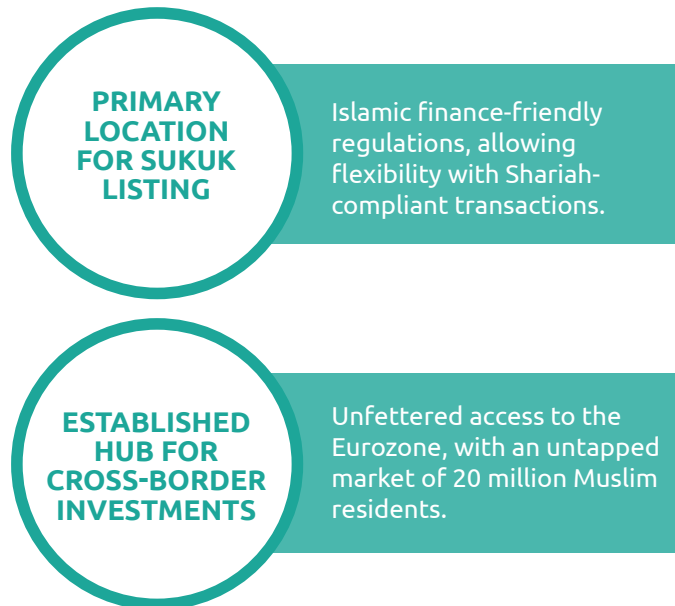 PRIMARY
LOCATION
FOR SUKUK
LISTING
Islamic finance-friendly
regulations, allowing
flexibility with Shariah-
compliant transactions.
ESTABLISHED
HUB FOR
CROSS-BORDER
INVESTMENTS
Unfettered access to the
Eurozone, with an untapped
market of 20 million Muslim
residents.